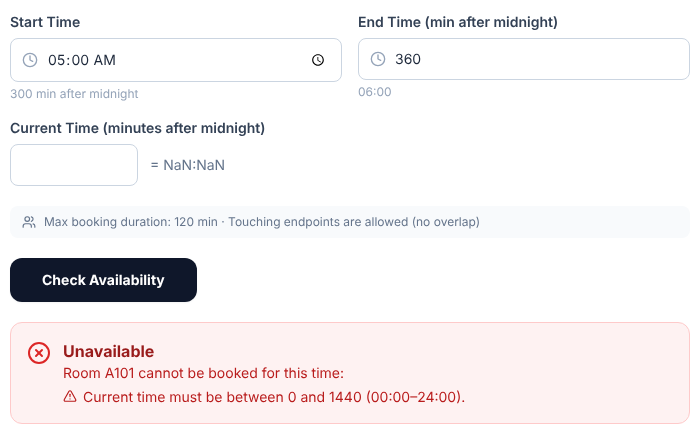 Start Time
End Time (min after midnight)
05:00 AM
360
300 min after midnight
06:00
Current Time (minutes after midnight)
= NaN:NaN
Max booking duration: 120 min · Touching endpoints are allowed (no overlap)
Check Availability
Unavailable
Room A101 cannot be booked for this time:
Current time must be between 0 and 1440 (00:00–24:00).